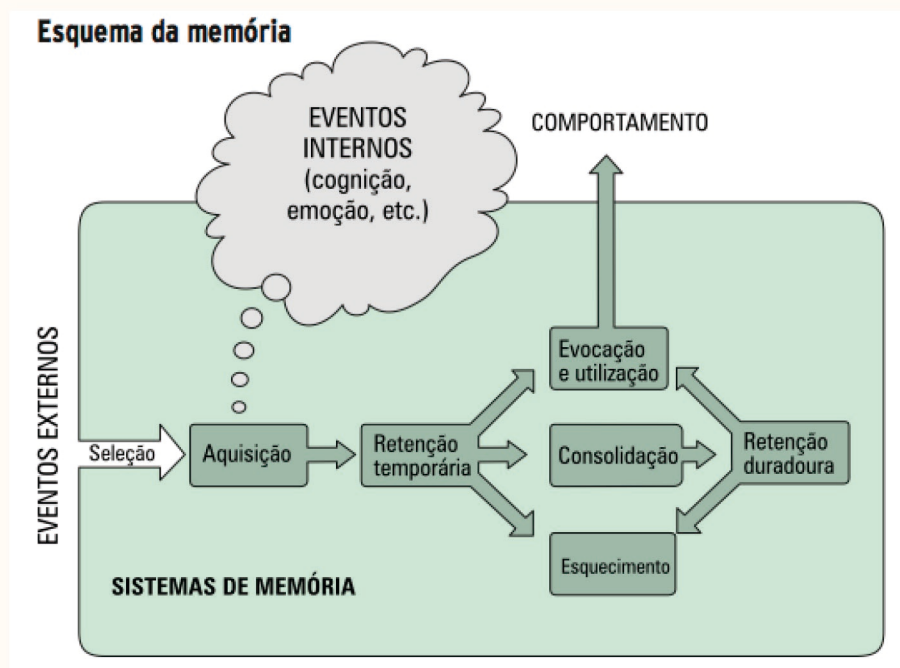 Esquema da memória
EVENTOS
INTERNOS
(cognição,
emoção, etc.)
COMPORTAMENTO
EVENTOS EXTERNOS
Seleção
Aquisição
Retenção
temporária
Evocação
e utilização
Consolidação
Esquecimento
Retenção
duradoura
SISTEMAS DE MEMÓRIA